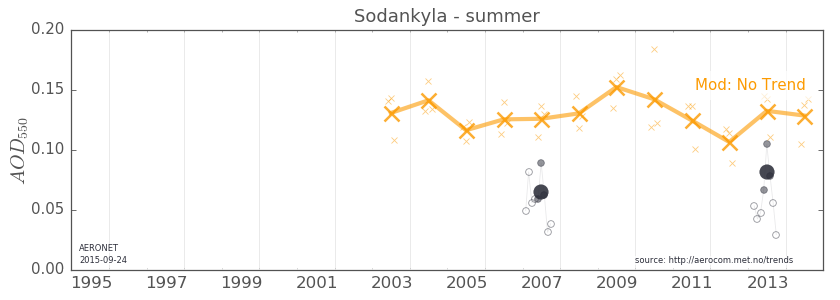 Sodankyla - summer
0.20
0.15
0.10
0.05
0.00
AOD550
Mod: No Trend
AERONET
2015-09-24
source: http://aerocom.met.no/trends
1995 1997 1999 2001 2003 2005 2007 2009 2011 2013